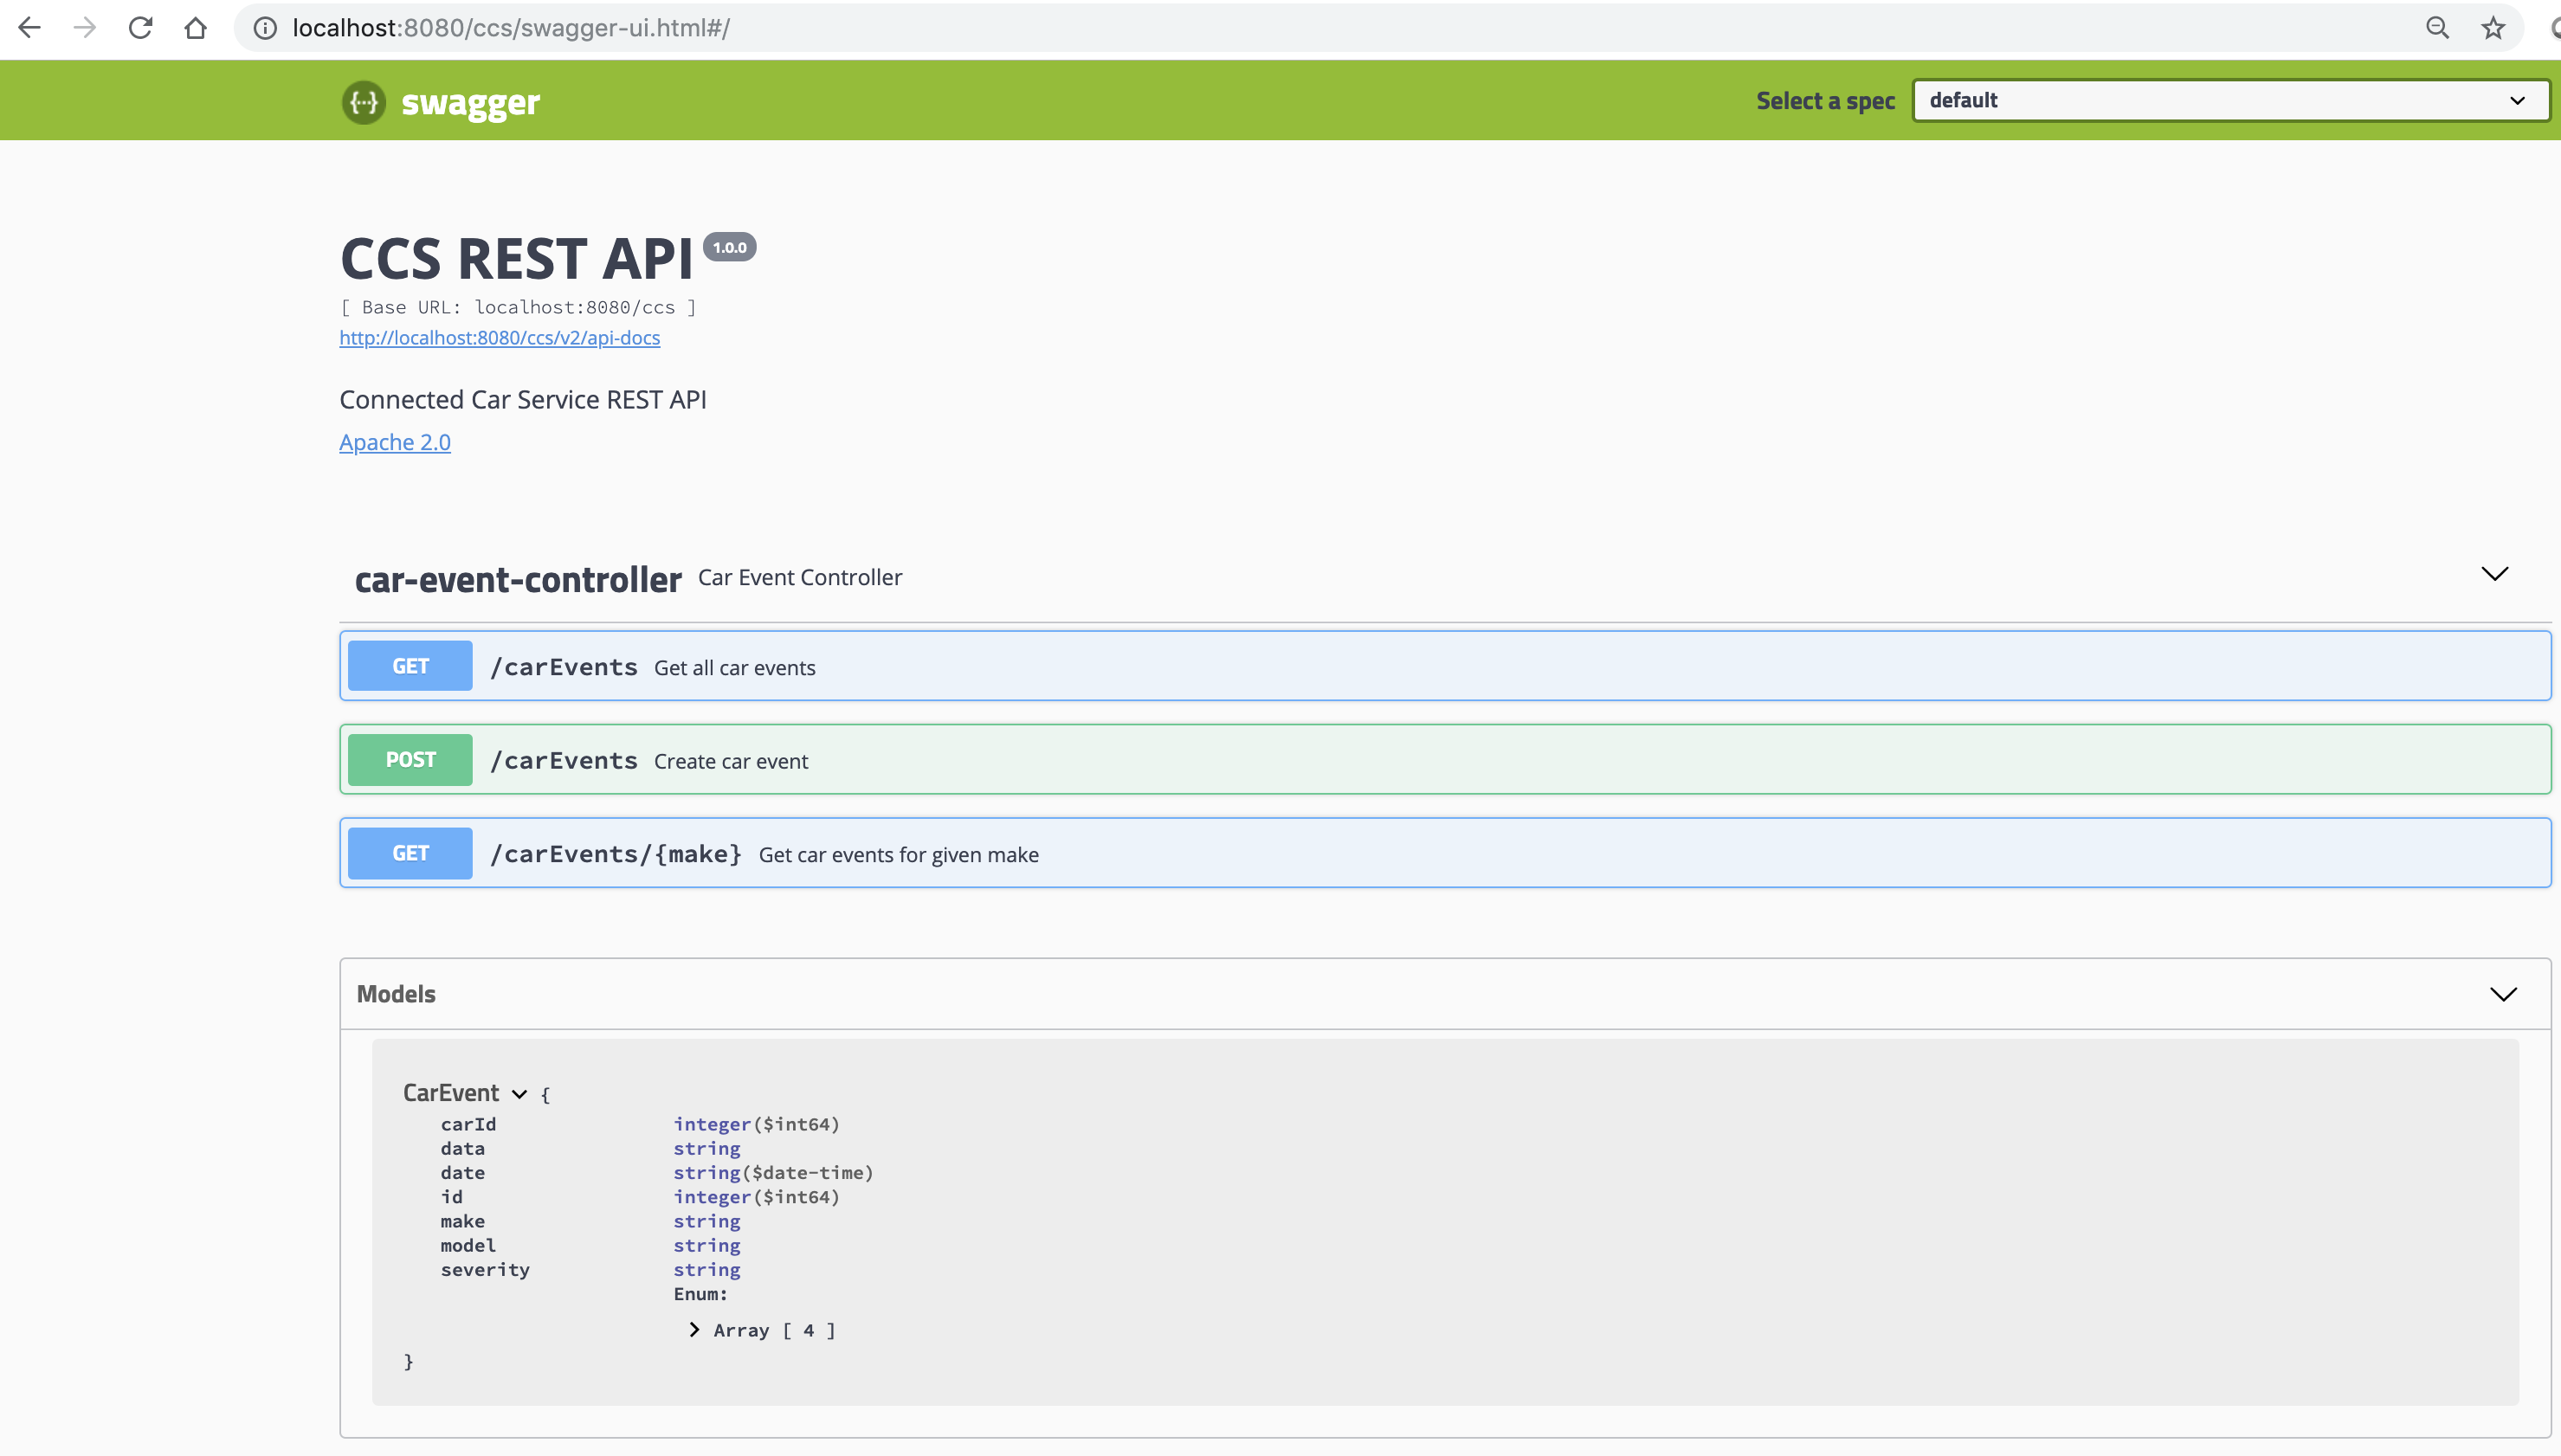 localhost:8080/ccs/swagger-ui.html#/
{...} swagger
Select a spec default
CCS REST API 1.0.0
[ Base URL: localhost:8080/ccs ]
http://localhost:8080/ccs/v2/api-docs
Connected Car Service REST API
Apache 2.0
car-event-controller Car Event Controller
GET /carEvents Get all car events
POST /carEvents Create car event
GET /carEvents/{make} Get car events for given make
Models
CarEvent {
carId integer($int64)
data string
date string($date-time)
id integer($int64)
make string
model string
severity string
Enum:
Array [ 4 ]
}